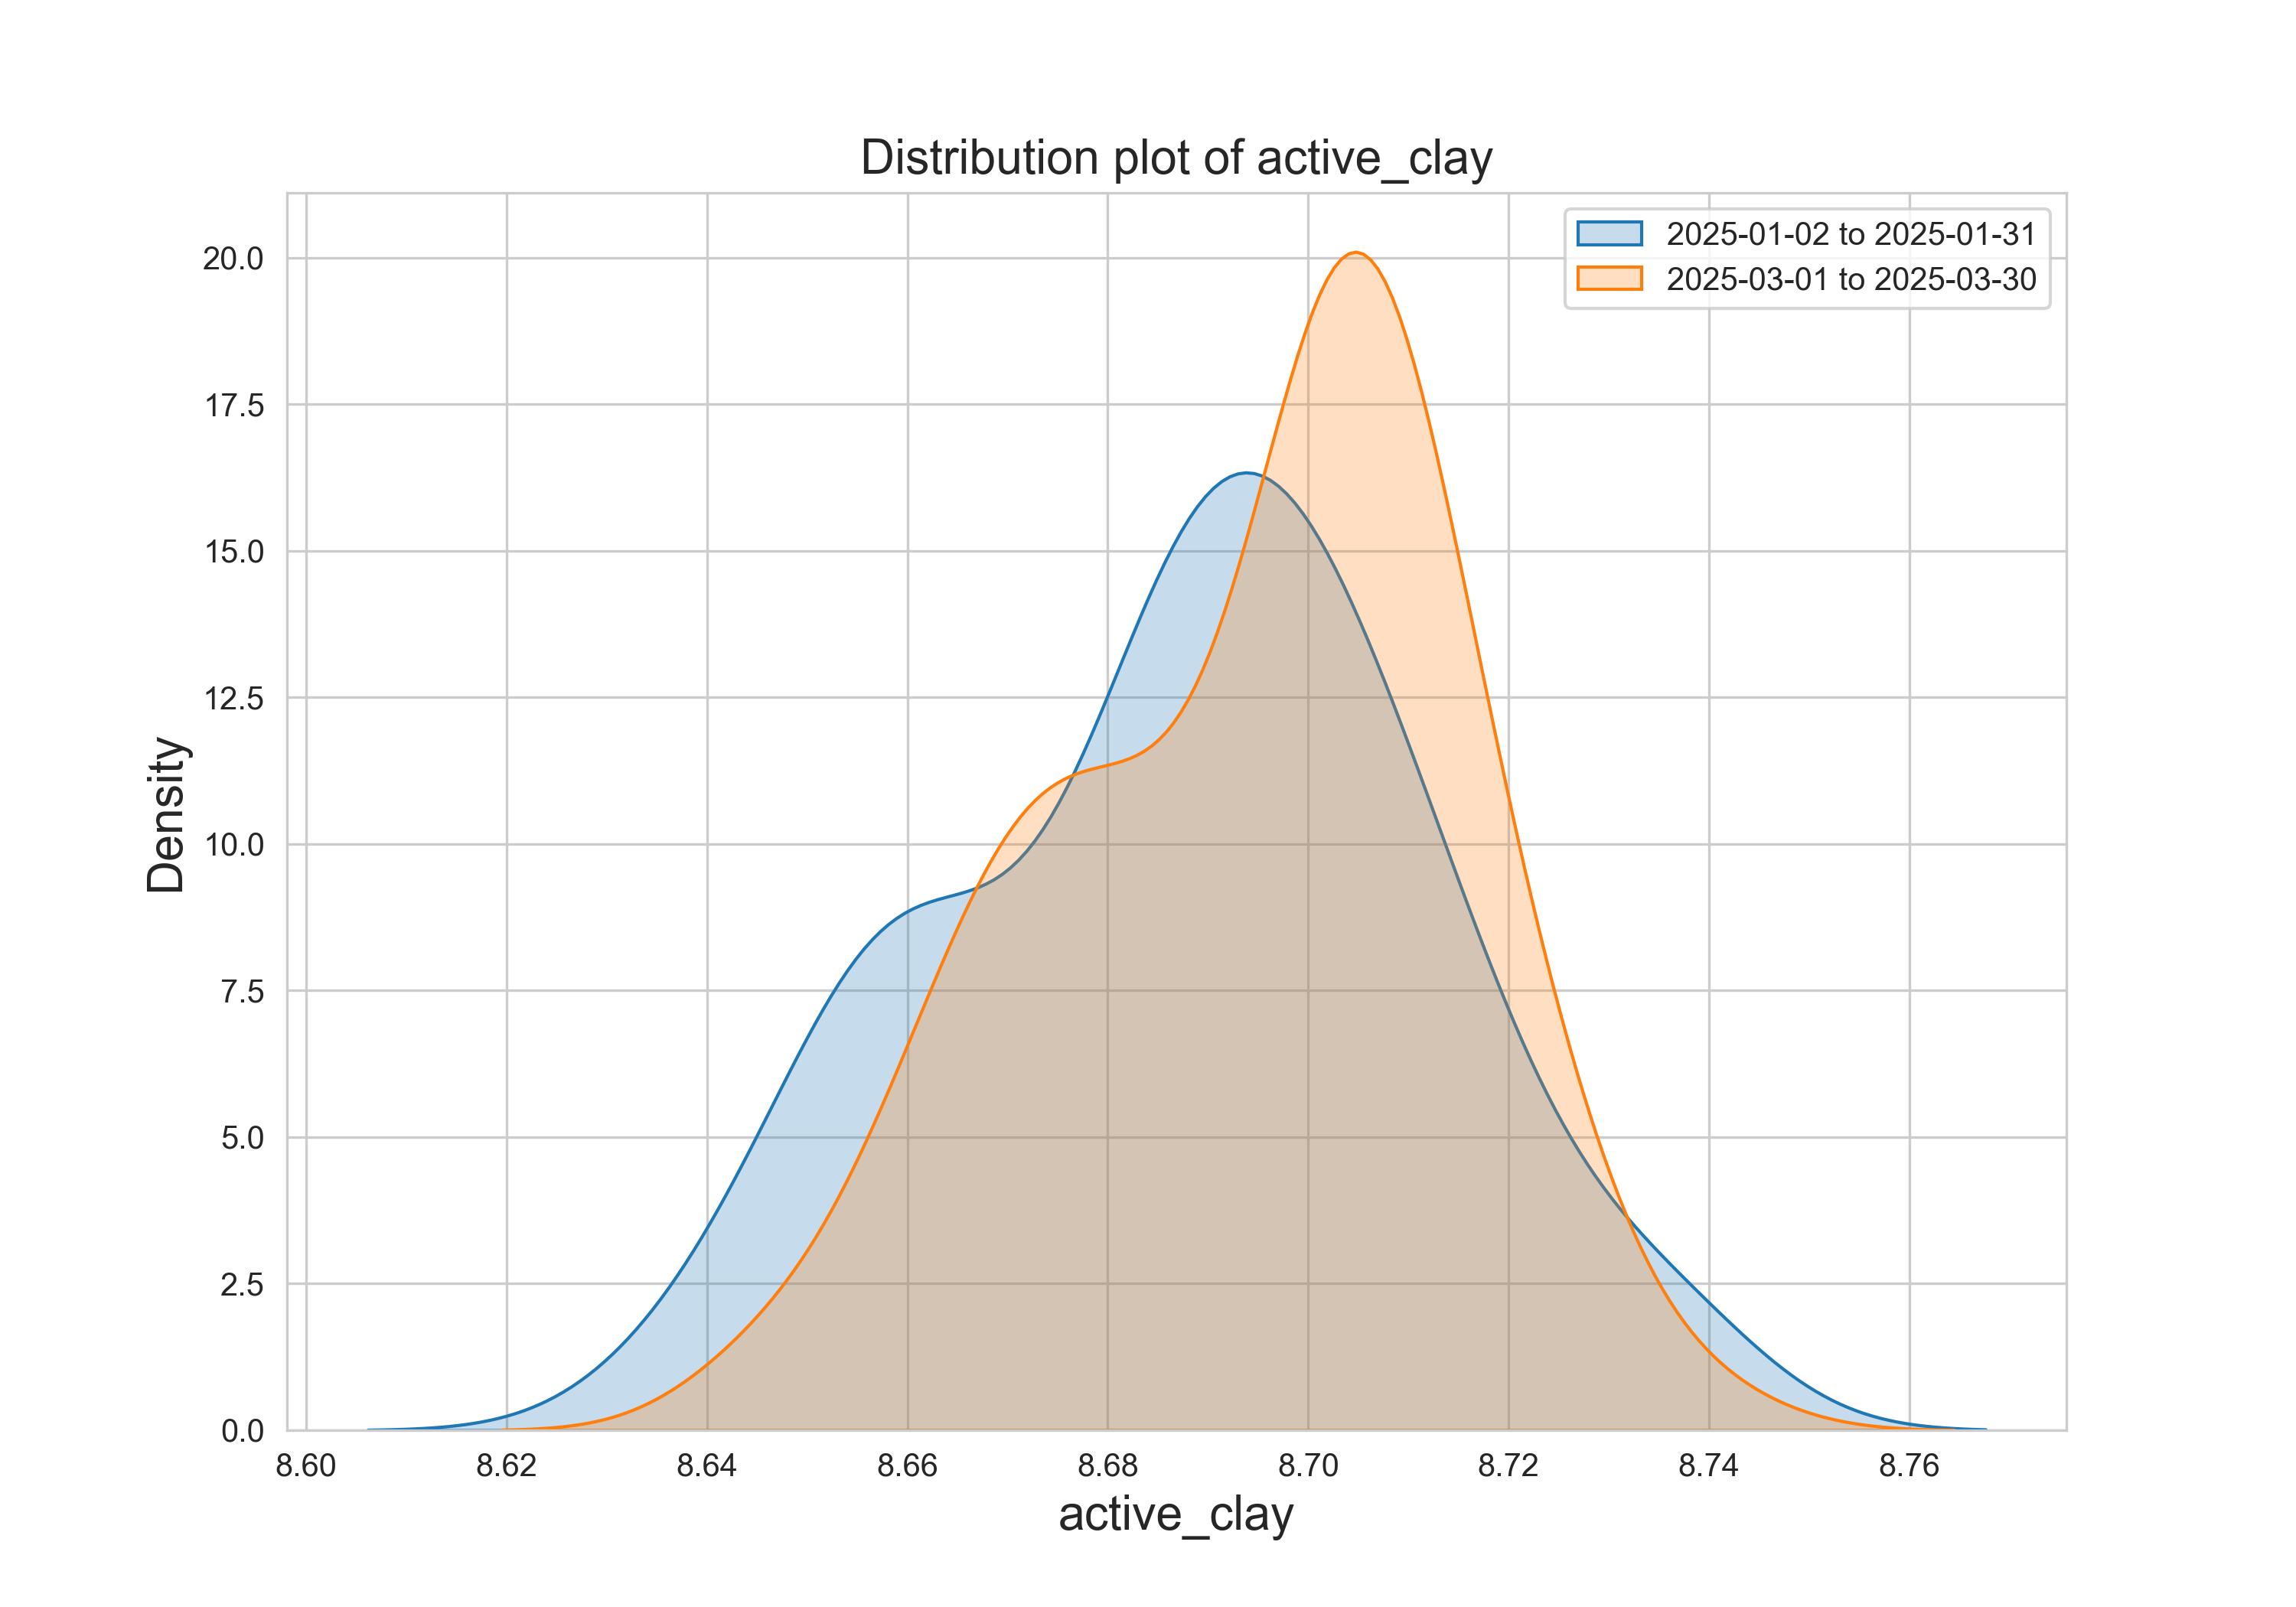 Distribution plot of active_clay
2025-01-02 to 2025-01-31
2025-03-01 to 2025-03-30
20.0
17.5
15.0
12.5
10.0
7.5
5.0
2.5
0.0
Density
8.60 8.62 8.64 8.66 8.68 8.70 8.72 8.74 8.76
active_clay